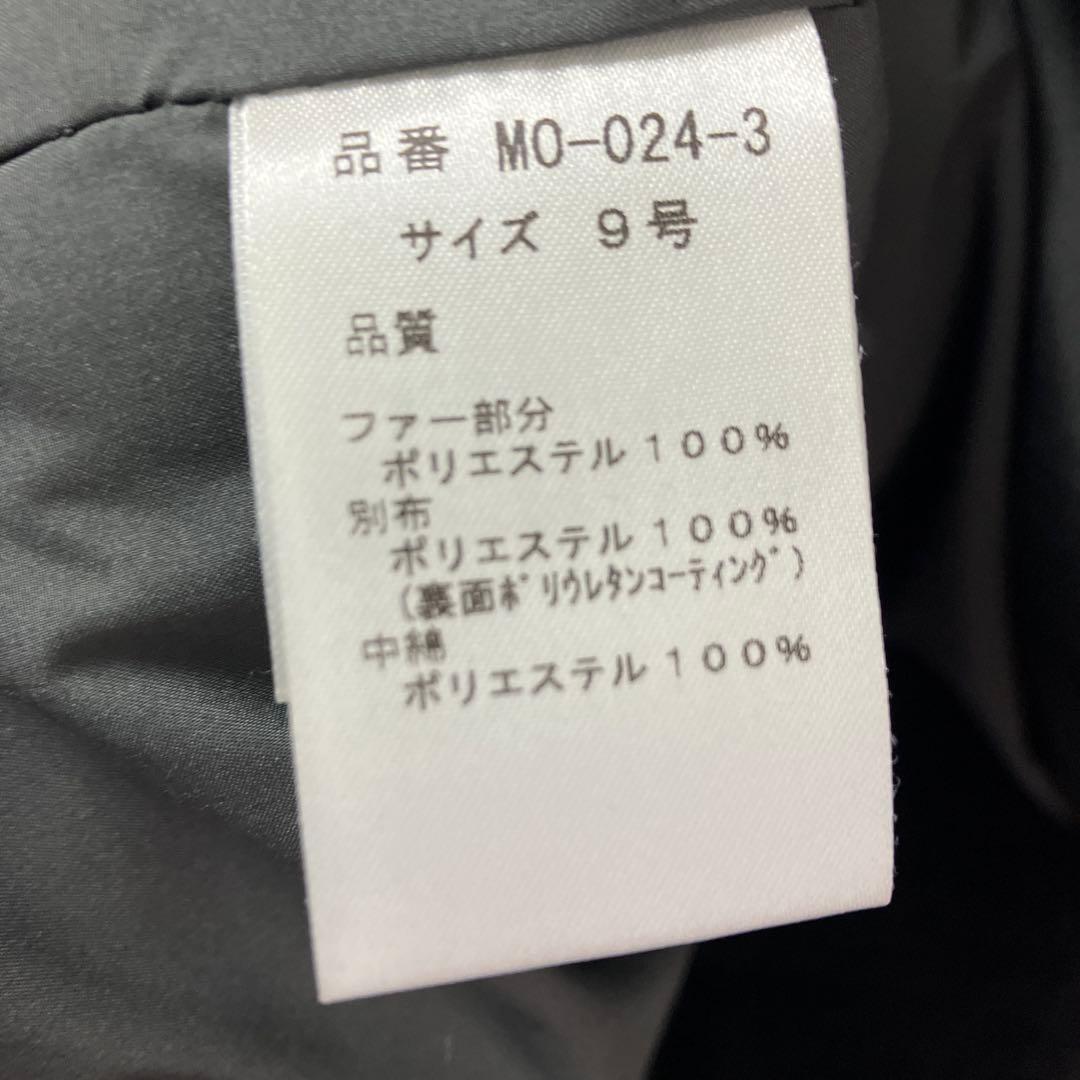 品番 MO-024-3
サイズ 9号
品質
ファー部分
ポリエステル100%
別布
ポリエステル100%
(裏面ﾎﾟﾘｳﾚﾀﾝｺｰﾃｨﾝｸﾞ)
中綿
ポリエステル100%